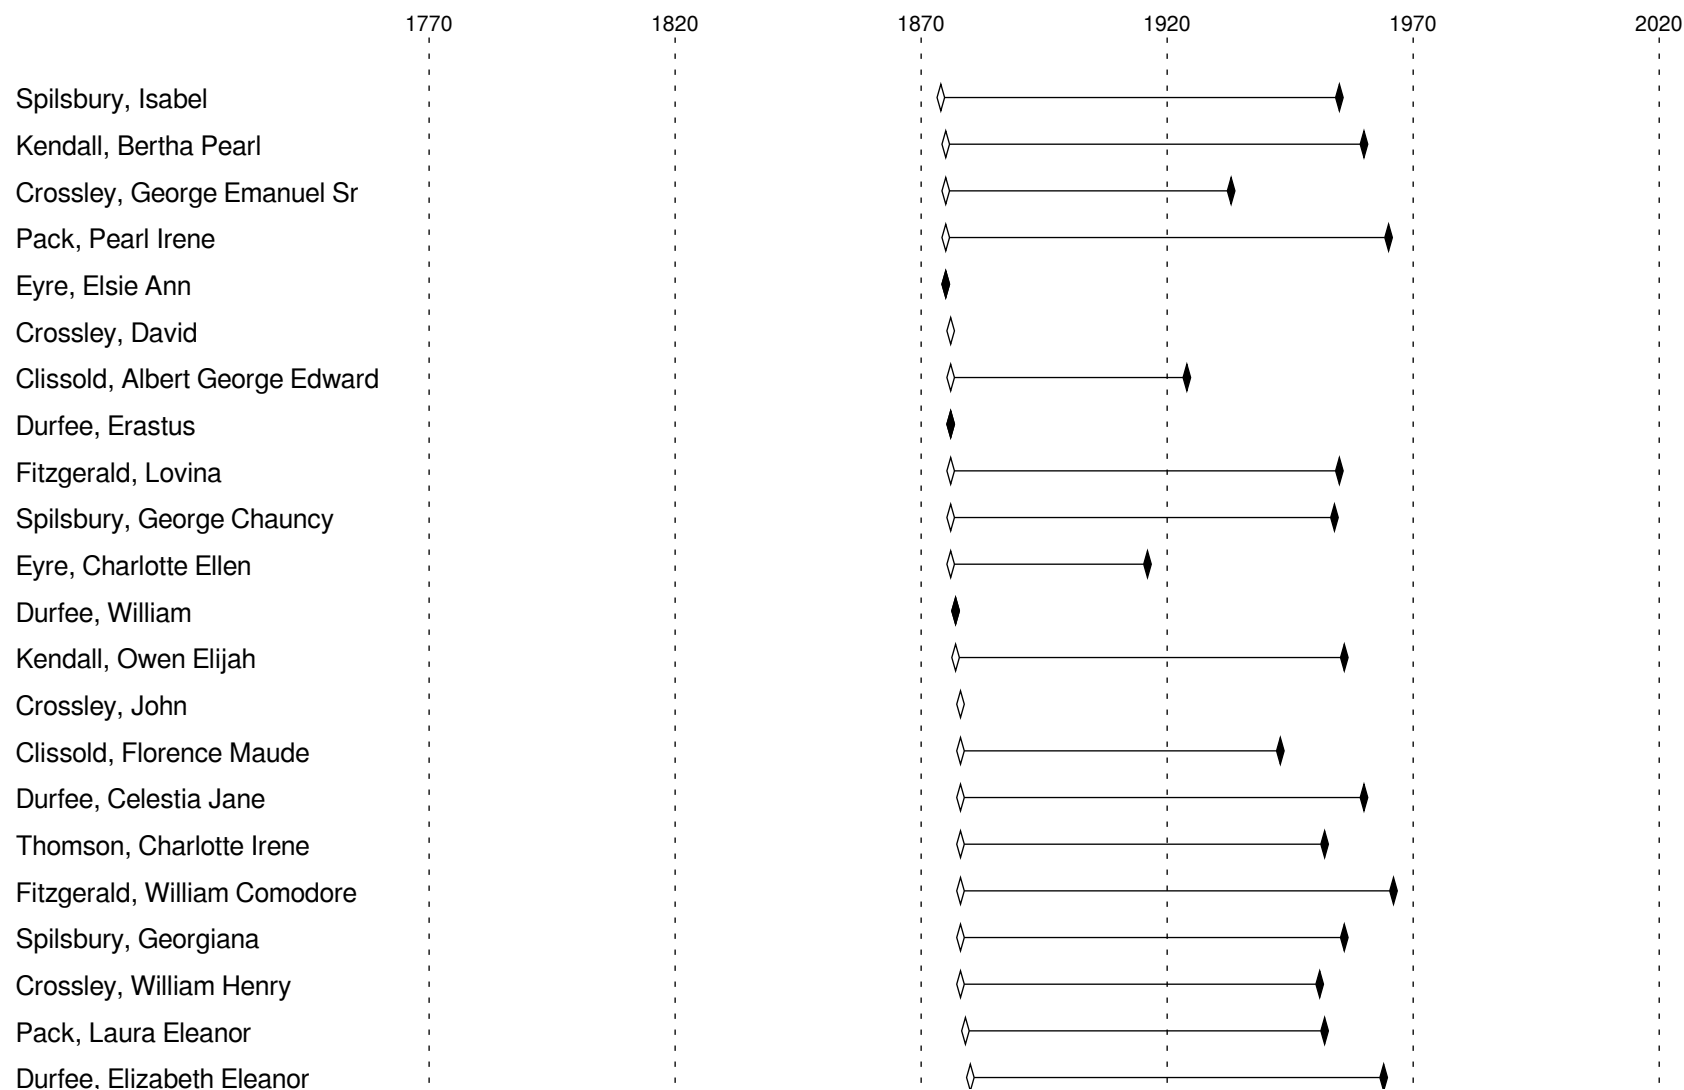 1770 1820 1870 1920 1970 2020
Spilsbury, Isabel
Kendall, Bertha Pearl
Crossley, George Emanuel Sr
Pack, Pearl Irene
Eyre, Elsie Ann
Crossley, David
Clissold, Albert George Edward
Durfee, Erastus
Fitzgerald, Lovina
Spilsbury, George Chauncy
Eyre, Charlotte Ellen
Durfee, William
Kendall, Owen Elijah
Crossley, John
Clissold, Florence Maude
Durfee, Celestia Jane
Thomson, Charlotte Irene
Fitzgerald, William Comodore
Spilsbury, Georgiana
Crossley, William Henry
Pack, Laura Eleanor
Durfee, Elizabeth Eleanor